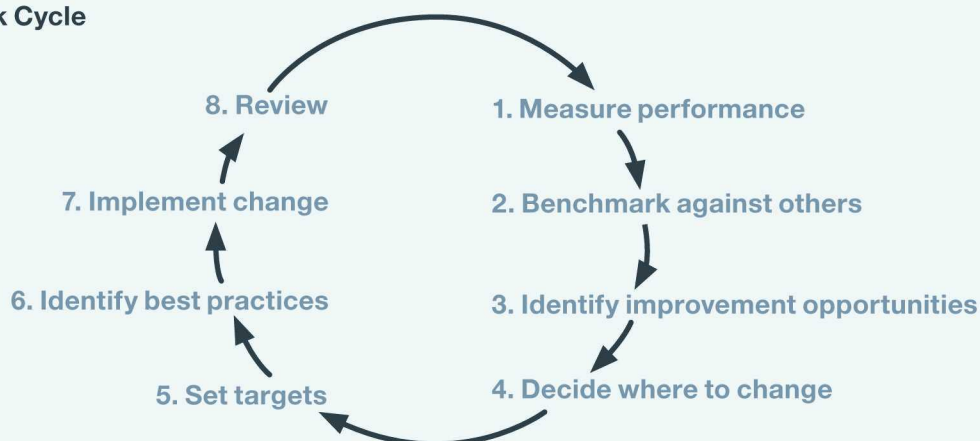 k Cycle
1. Measure performance
2. Benchmark against others
3. Identify improvement opportunities
4. Decide where to change
5. Set targets
6. Identify best practices
7. Implement change
8. Review